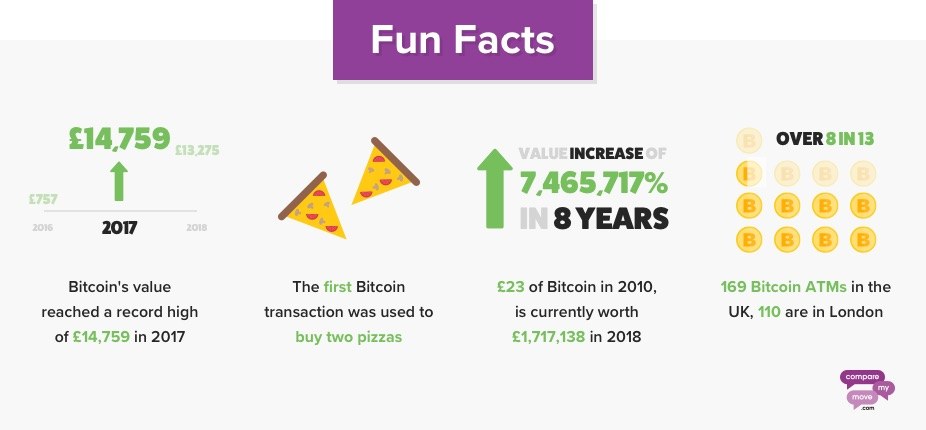 Fun Facts
£14,759
£13,275
£757
2016
2017
2018
Bitcoin's value
reached a record high
of £14,759 in 2017
The first Bitcoin
transaction was used to
buy two pizzas
VALUE INCREASE OF
7,465,717%
IN 8 YEARS
£23 of Bitcoin in 2010,
is currently worth
£1,717,138 in 2018
OVER 8 IN 13
169 Bitcoin ATMs in the
UK, 110 are in London
compare
my
move
.com